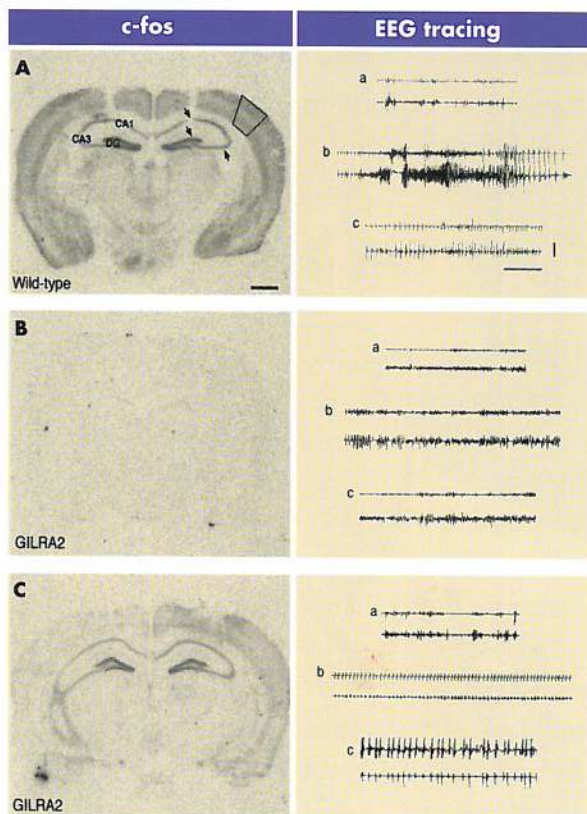 c-fos
EEG tracing
A
CA1
CA3
DG
Wild-type
a
b
c
B
GILRA2
a
b
c
C
GILRA2
a
b
c